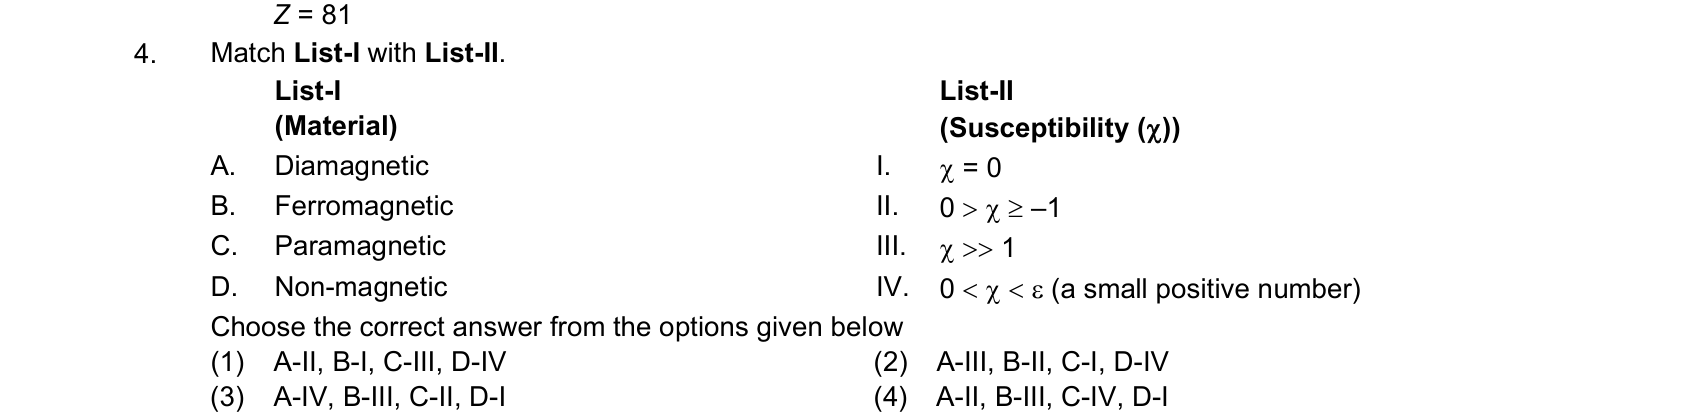 Z = 81
4. Match List-I with List-II.
List-I List-II
(Material) (Susceptibility (χ))
A. Diamagnetic I. χ = 0
B. Ferromagnetic II. 0 > χ ≥ –1
C. Paramagnetic III. χ >> 1
D. Non-magnetic IV. 0 < χ < ε (a small positive number)
Choose the correct answer from the options given below
(1) A-II, B-I, C-III, D-IV (2) A-III, B-II, C-I, D-IV
(3) A-IV, B-III, C-II, D-I (4) A-II, B-III, C-IV, D-I